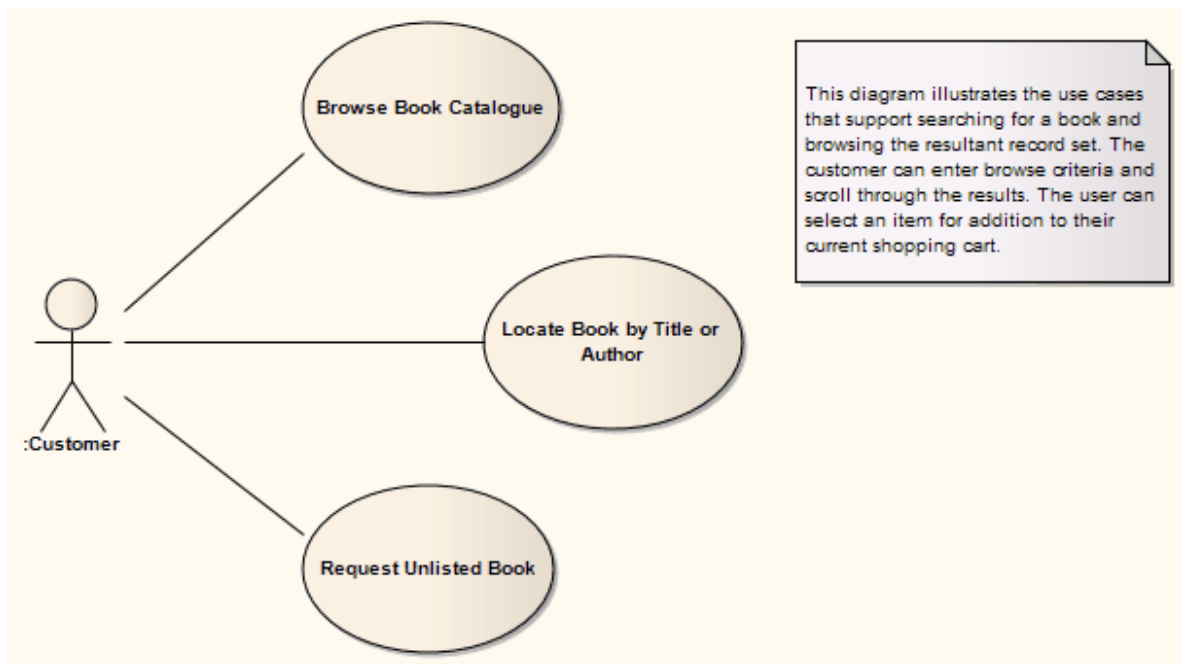 Browse Book Catalogue
This diagram illustrates the use cases
that support searching for a book and
browsing the resultant record set. The
customer can enter browse criteria and
scroll through the results. The user can
select an item for addition to their
current shopping cart.
Locate Book by Title or
Author
:Customer
Request Unlisted Book